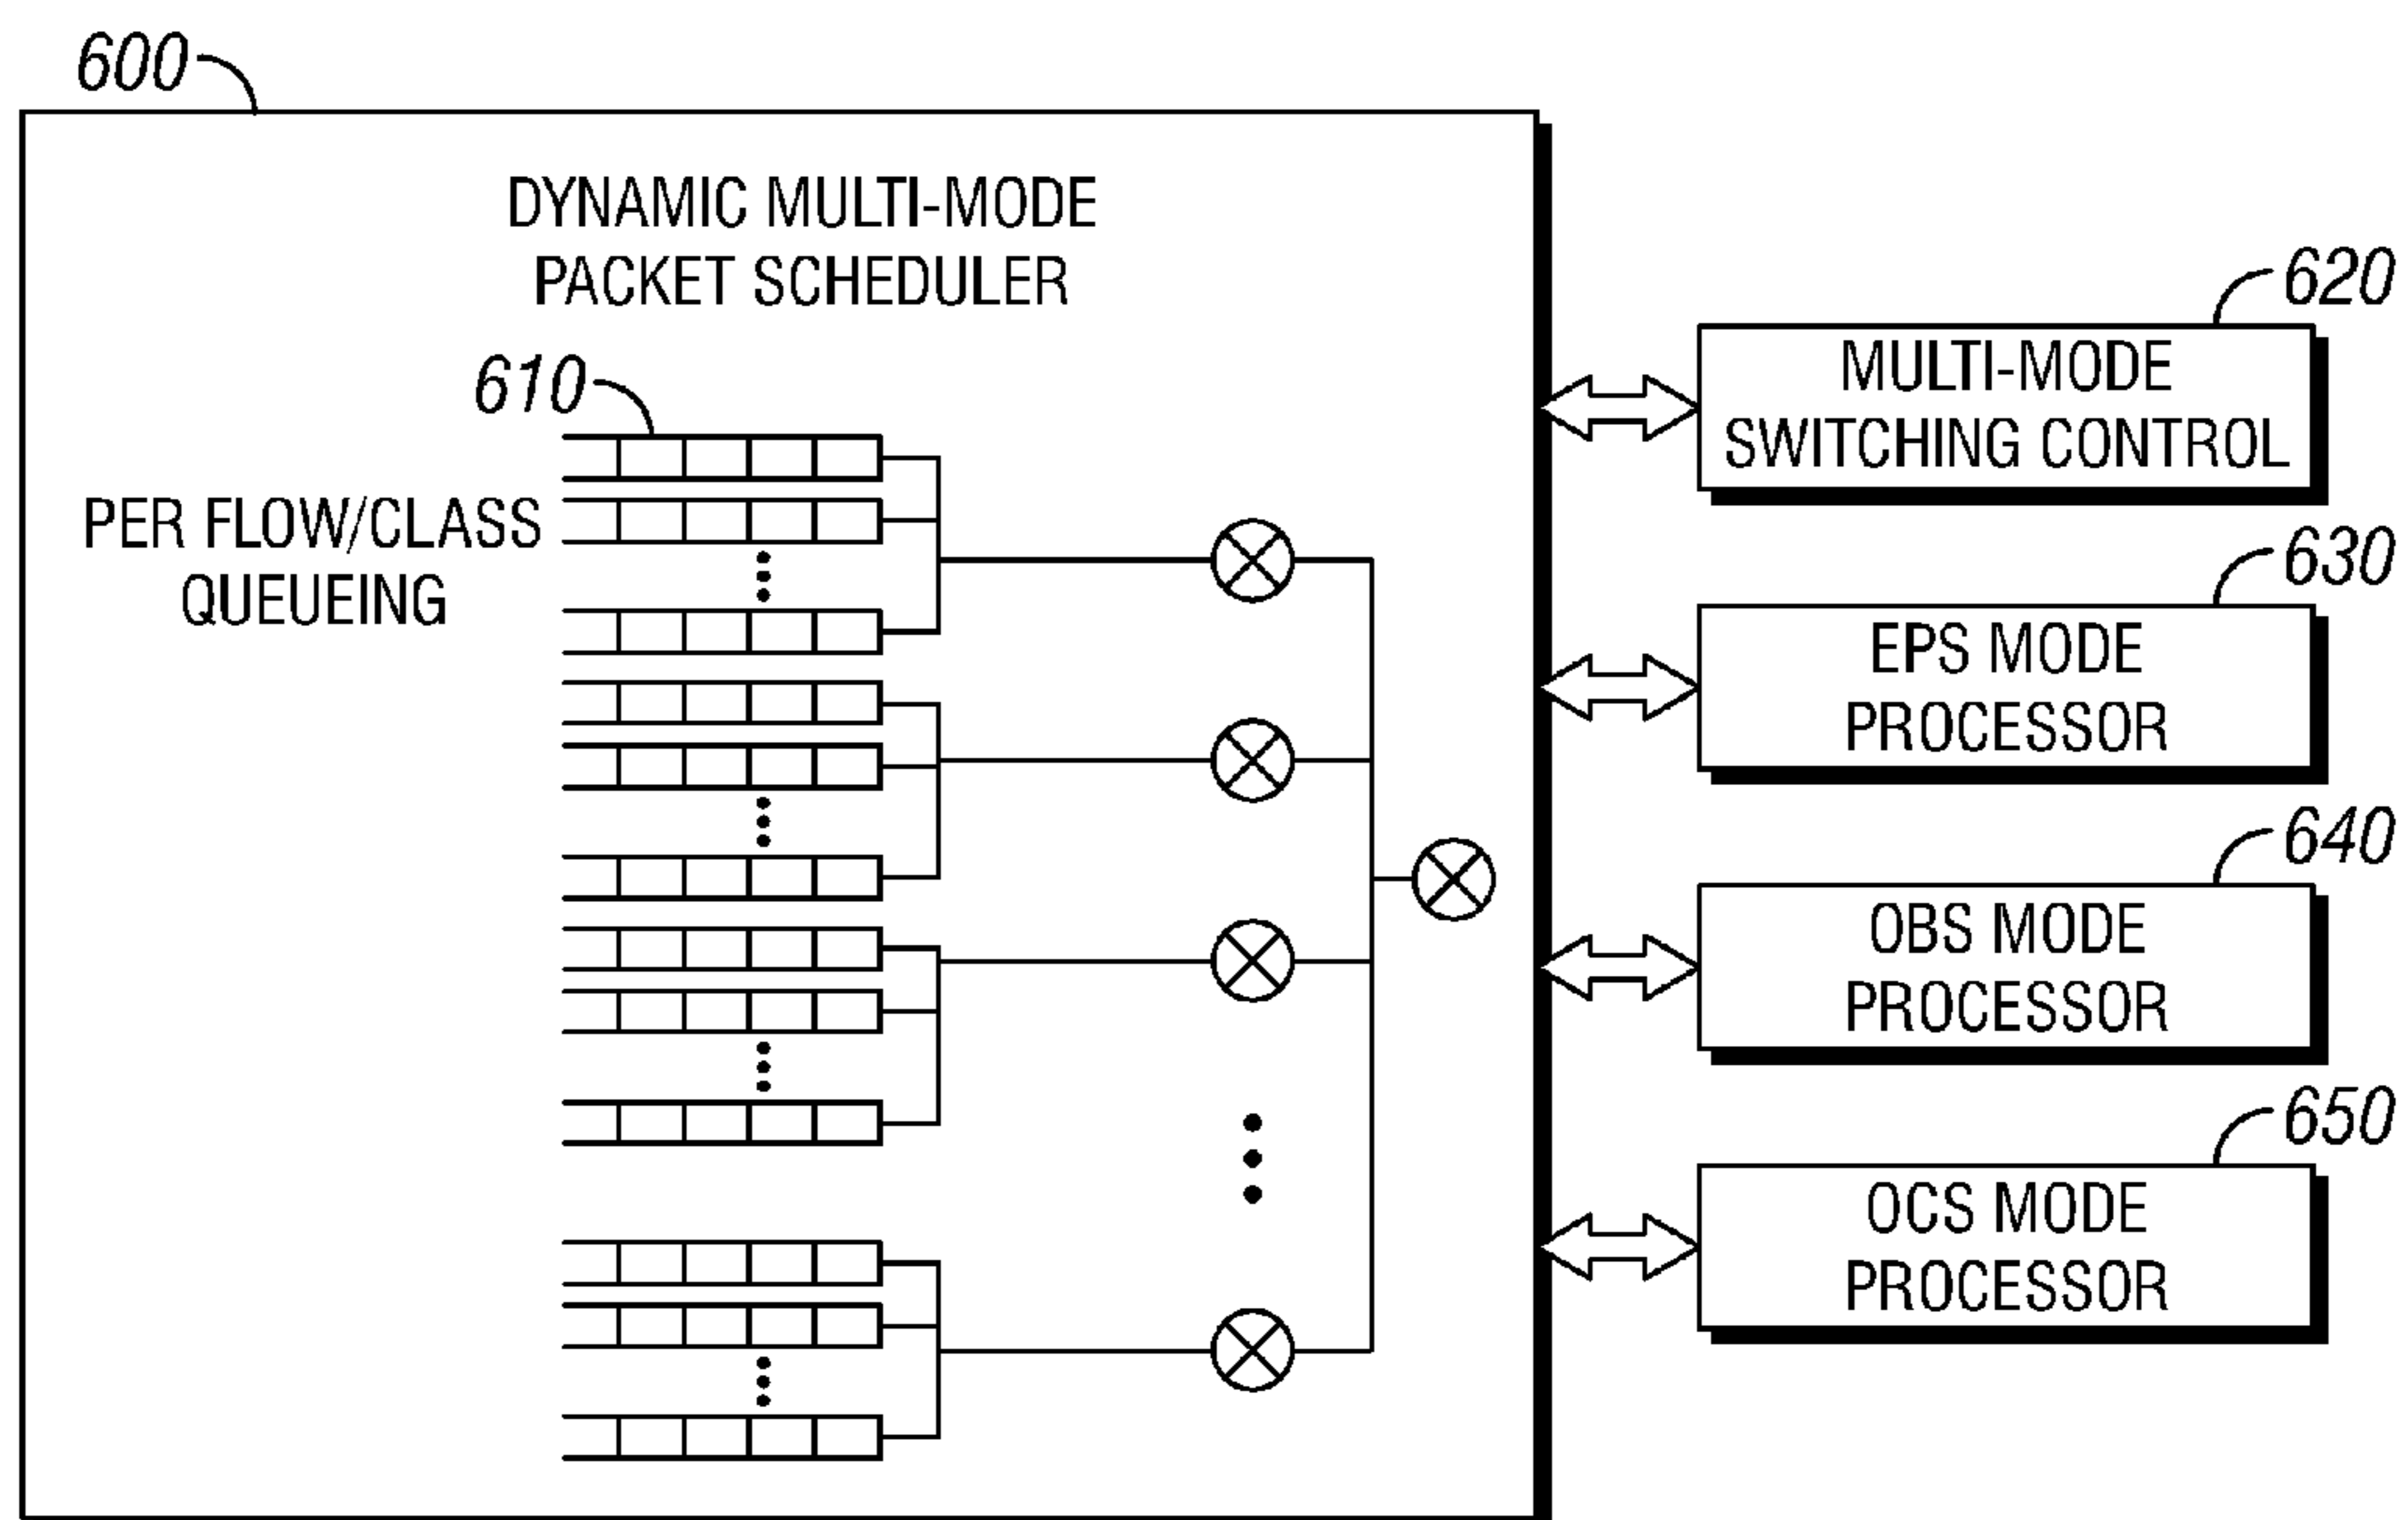 600
DYNAMIC MULTI-MODE
PACKET SCHEDULER
610
PER FLOW/CLASS
QUEUEING
620
MULTI-MODE
SWITCHING CONTROL
630
EPS MODE
PROCESSOR
640
OBS MODE
PROCESSOR
650
OCS MODE
PROCESSOR